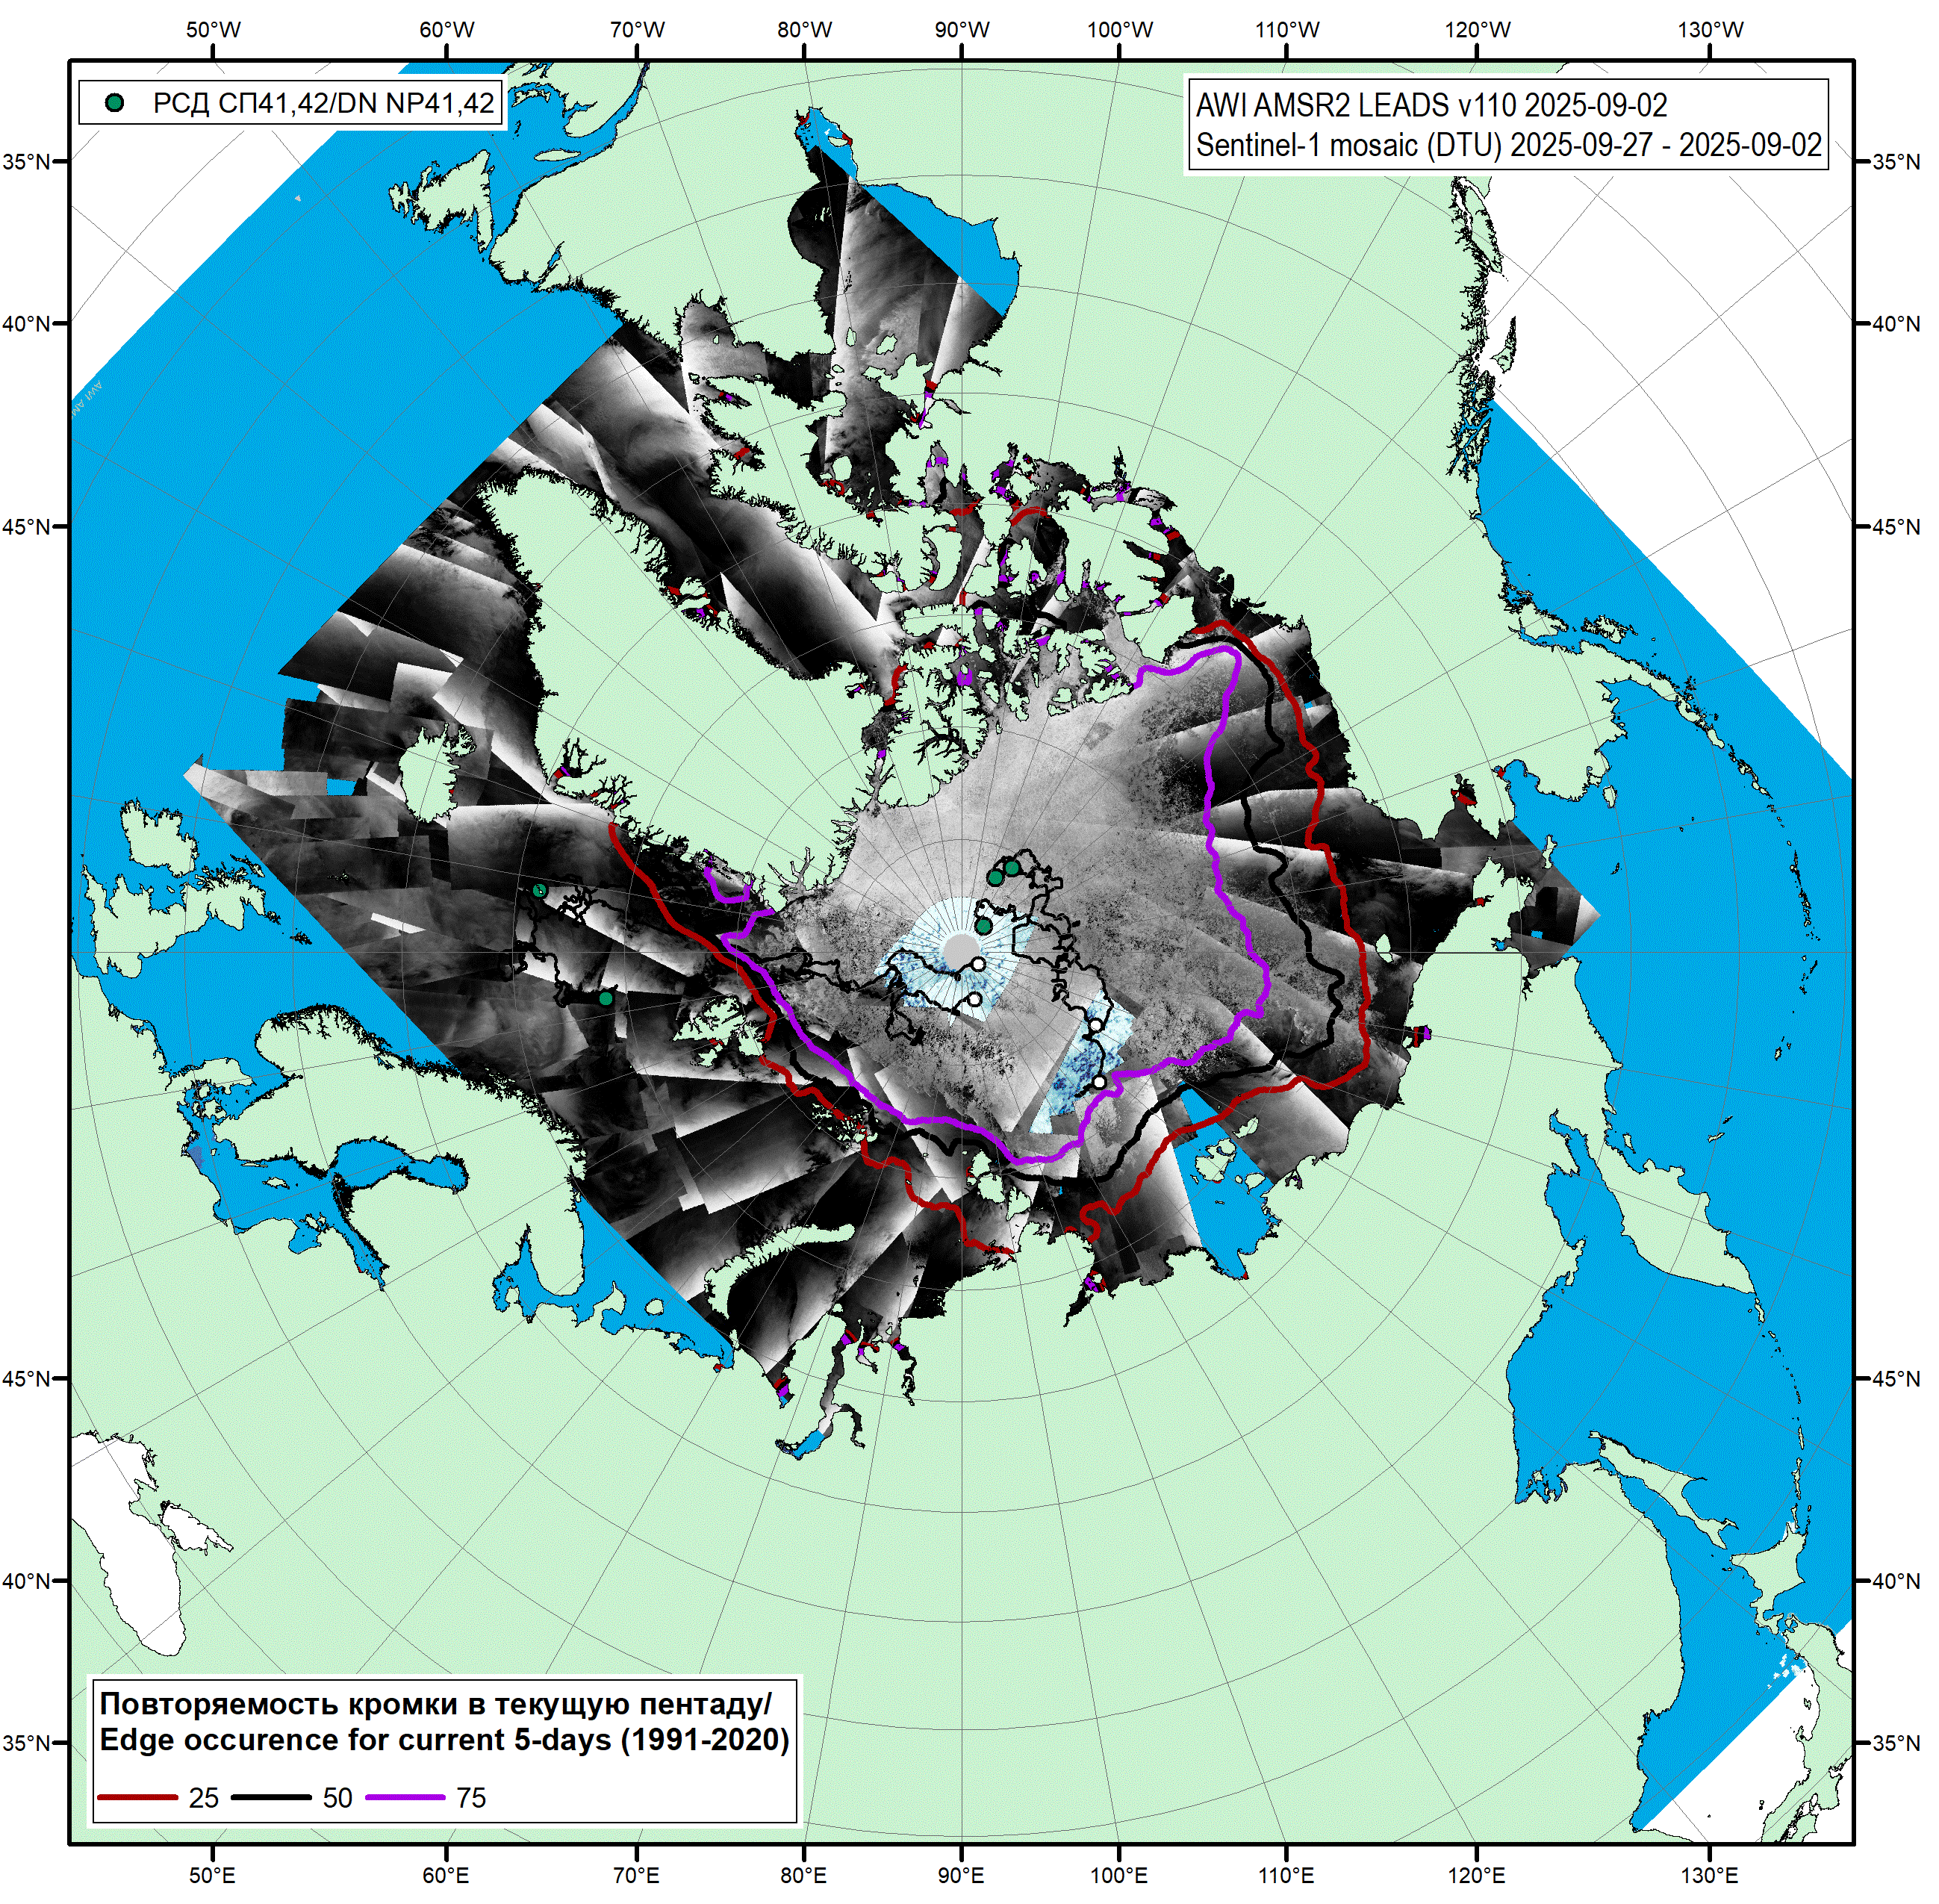 50°W 60°W 70°W 80°W 90°W 100°W 110°W 120°W 130°W
РСД СП41,42/DN NP41,42
AWI AMSR2 LEADS v110 2025-09-02
Sentinel-1 mosaic (DTU) 2025-09-27 - 2025-09-02
35°N 35°N
40°N 40°N
45°N 45°N
45°N 45°N
40°N 40°N
35°N 35°N
Повторяемость кромки в текущую пентаду/
Edge occurence for current 5-days (1991-2020)
25 50 75
50°E 60°E 70°E 80°E 90°E 100°E 110°E 120°E 130°E